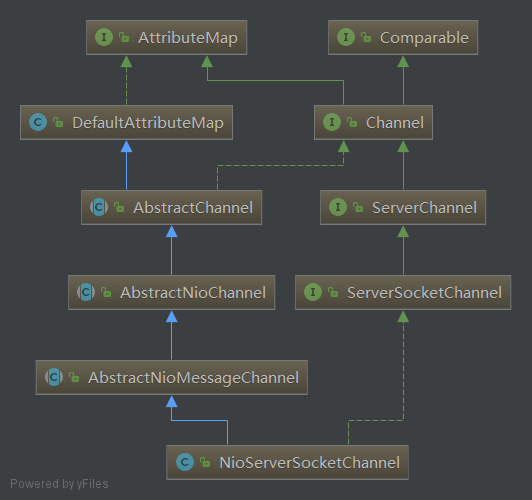 I AttributeMap
I Comparable
C DefaultAttributeMap
I Channel
C AbstractChannel
I ServerChannel
C AbstractNioChannel
I ServerSocketChannel
C AbstractNioMessageChannel
C NioServerSocketChannel
Powered by yFiles